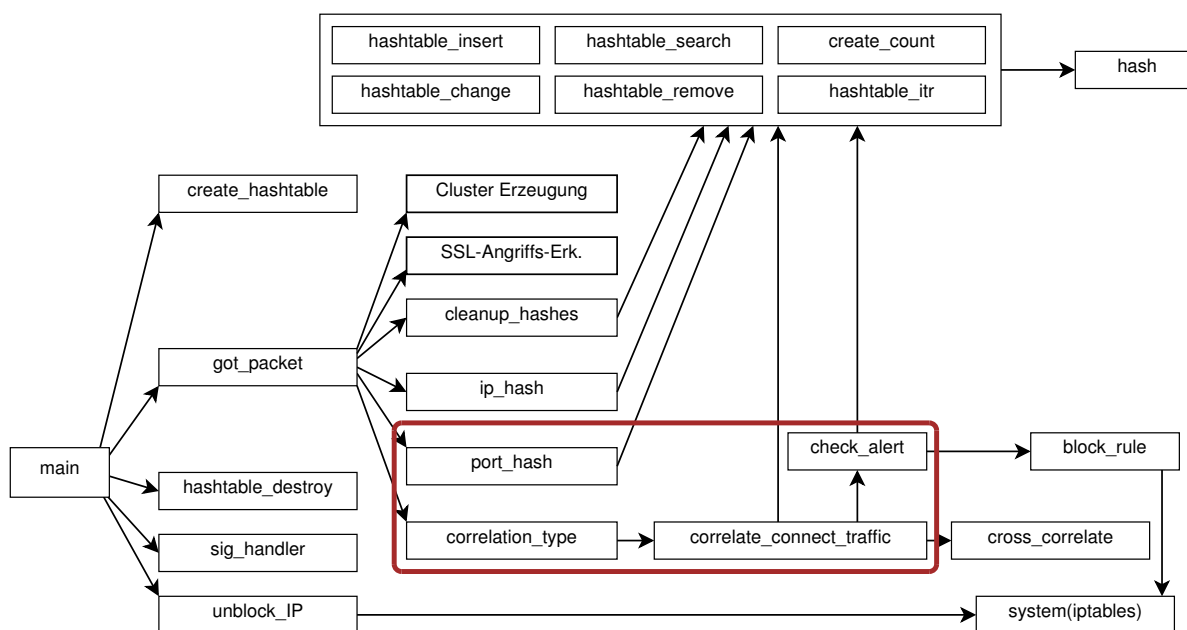 hashtable_insert
hashtable_search
create_count
hash
hashtable_change
hashtable_remove
hashtable_itr
create_hashtable
Cluster Erzeugung
SSL-Angriffs-Erk.
cleanup_hashes
got_packet
ip_hash
main
port_hash
check_alert
block_rule
hashtable_destroy
sig_handler
correlation_type
correlate_connect_traffic
cross_correlate
unblock_IP
system(iptables)